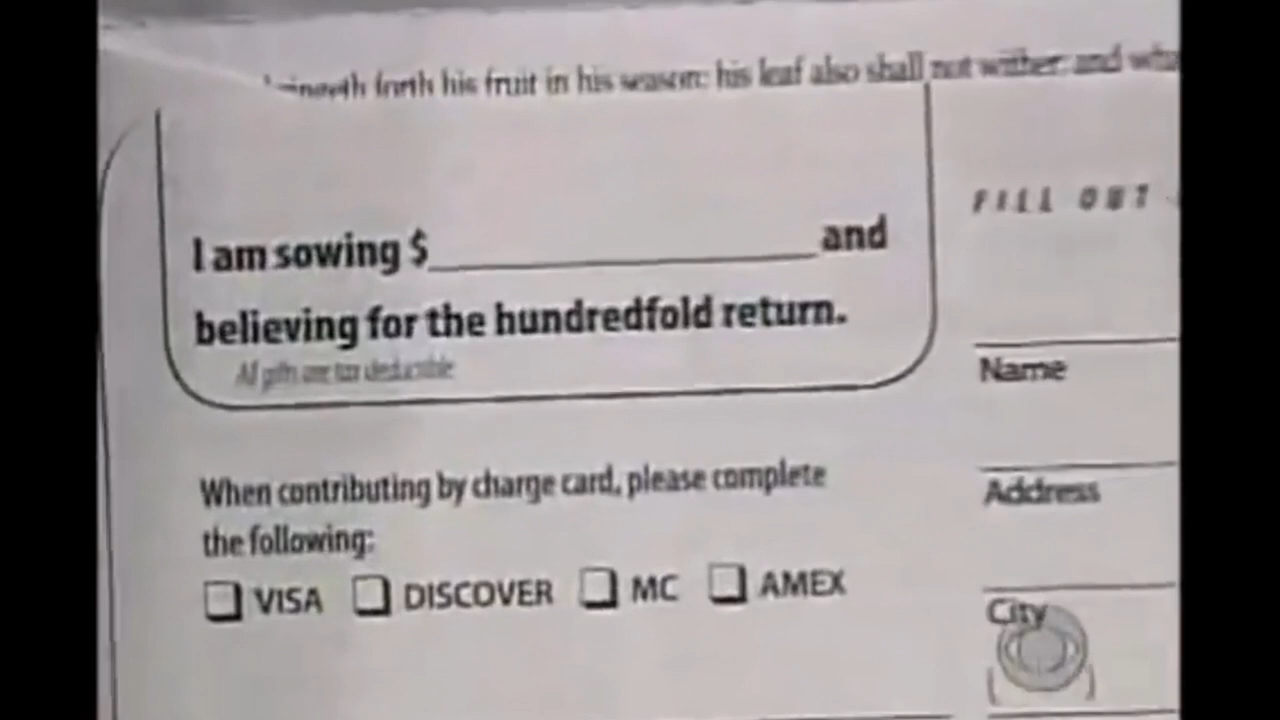 forth his fruit in his season: his leaf also shall not wither: and
FILL OUT
I am sowing $ and
believing for the hundredfold return.
All gifts are tax deductible
Name
When contributing by charge card, please complete
Address
the following:
VISA DISCOVER MC AMEX
City